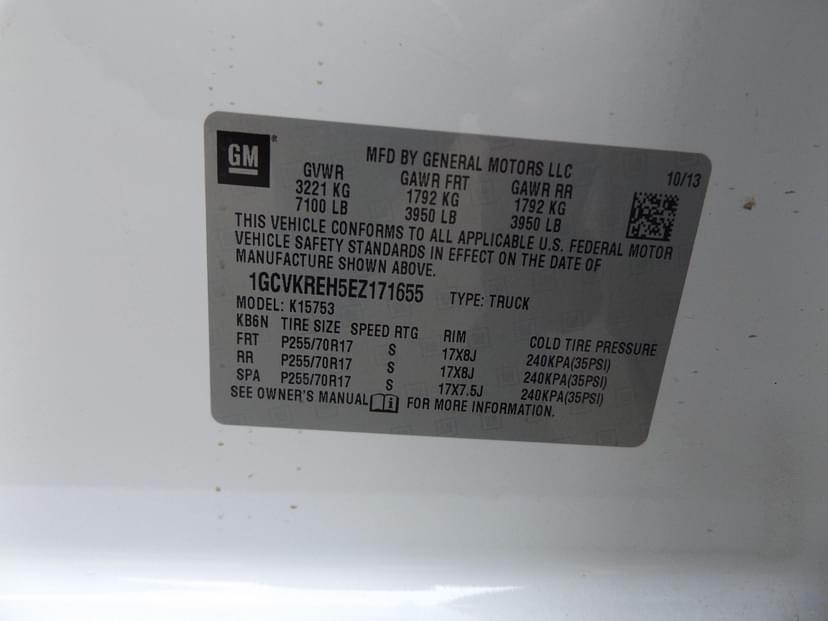 GM
MFD BY GENERAL MOTORS LLC
10/13
GVWR GAWR FRT GAWR RR
3221 KG 1792 KG 1792 KG
7100 LB 3950 LB 3950 LB
THIS VEHICLE CONFORMS TO ALL APPLICABLE U.S. FEDERAL MOTOR
VEHICLE SAFETY STANDARDS IN EFFECT ON THE DATE OF
MANUFACTURE SHOWN ABOVE.
1GCVKREH5EZ171655 TYPE: TRUCK
MODEL: K15753
KB6N TIRE SIZE SPEED RTG RIM COLD TIRE PRESSURE
FRT P255/70R17 S 17X8J 240KPA(35PSI)
RR P255/70R17 S 17X8J 240KPA(35PSI)
SPA P255/70R17 S 17X7.5J 240KPA(35PSI)
SEE OWNER'S MANUAL FOR MORE INFORMATION.